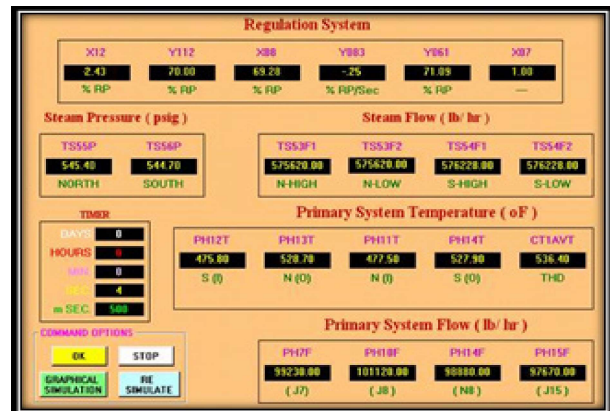 Regulation System
X12 Y112 X88 Y083 Y061 X07
-2.43 70.00 69.28 -.25 71.09 1.00
% RP % RP % RP % RP/Sec % RP —
Steam Pressure ( psig ) Steam Flow ( lb/ hr )
TS55P TS56P TS53F1 TS53F2 TS54F1 TS54F2
545.40 544.70 575620.00 575620.00 576228.00 576228.00
NORTH SOUTH N-HIGH N-LOW S-HIGH S-LOW
TIMER Primary System Temperature ( oF )
DAYS 0
HOURS 0
MIN. 0
SEC. 4
m SEC. 500
PH12T PH13T PH11T PH14T CT1AVT
475.80 528.70 477.50 527.90 536.40
S (I) N (O) N (I) S (O) THD
COMMAND OPTIONS Primary System Flow ( lb/ hr )
OK STOP
GRAPHICAL SIMULATION RE SIMULATE
PH7F PH10F PH14F PH15F
99230.00 101120.00 98880.00 97670.00
( J7) ( J8 ) ( N8 ) ( J15 )